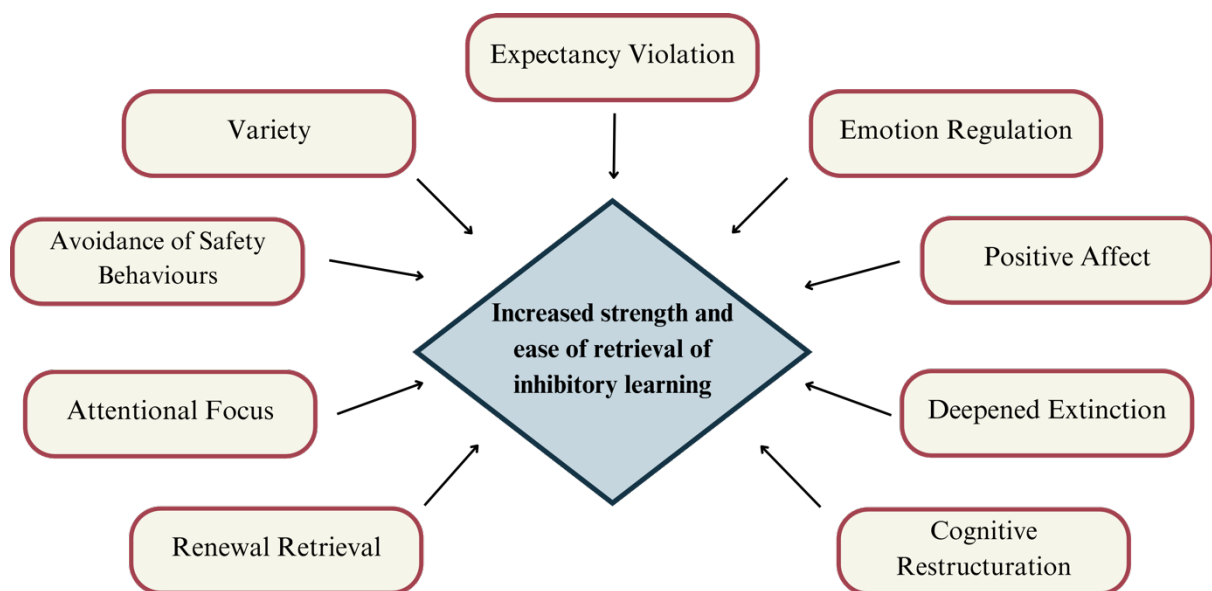 Expectancy Violation
Variety
Emotion Regulation
Avoidance of Safety
Behaviours
Positive Affect
Increased strength and
ease of retrieval of
inhibitory learning
Attentional Focus
Deepened Extinction
Renewal Retrieval
Cognitive
Restructuration